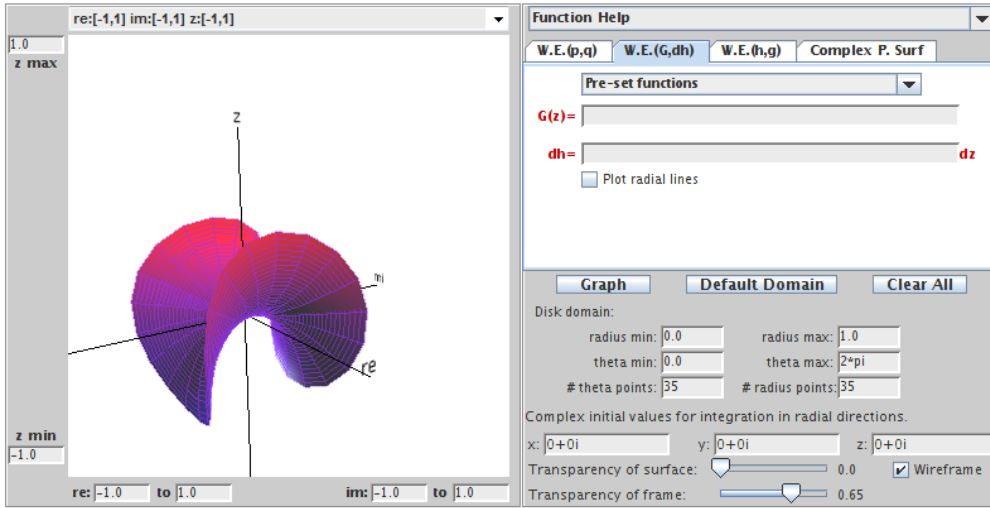 re:[-1,1] im:[-1,1] z:[-1,1]
1.0
z max
z
im
re
z min
-1.0
re: -1.0 to 1.0 im: -1.0 to 1.0
Function Help
W.E.(p,q) W.E.(G,dh) W.E.(h,g) Complex P. Surf
Pre-set functions
G(z)=
dh= dz
Plot radial lines
Graph Default Domain Clear All
Disk domain:
radius min: 0.0 radius max: 1.0
theta min: 0.0 theta max: 2*pi
# theta points: 35 # radius points: 35
Complex initial values for integration in radial directions.
x: 0+0i y: 0+0i z: 0+0i
Transparency of surface: 0.0 Wireframe
Transparency of frame: 0.65